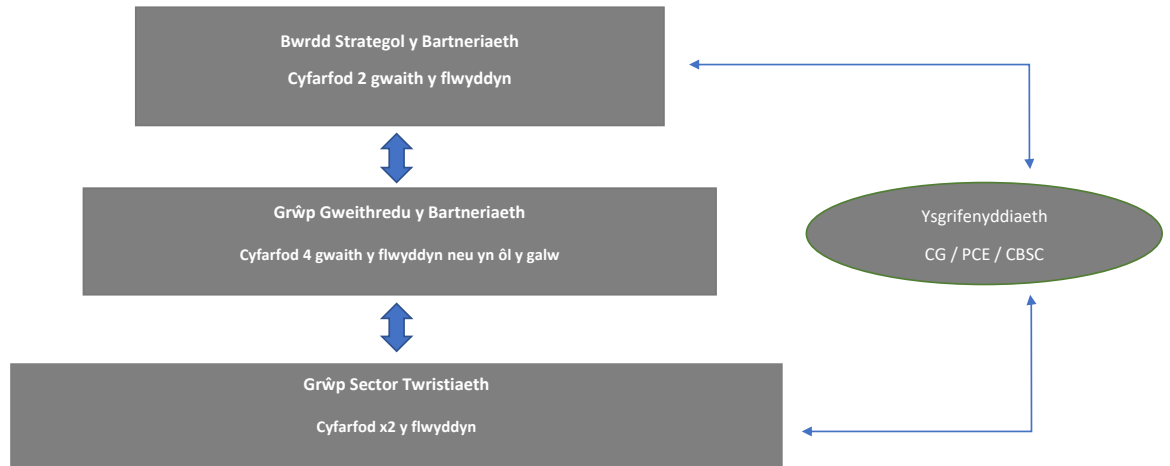 Bwrdd Strategol y Bartneriaeth
Cyfarfod 2 gwaith y flwyddyn
Grŵp Gweithredu y Bartneriaeth
Cyfarfod 4 gwaith y flwyddyn neu yn ôl y galw
Ysgrifenyddiaeth
CG / PCE / CBSC
Grŵp Sector Twristiaeth
Cyfarfod x2 y flwyddyn